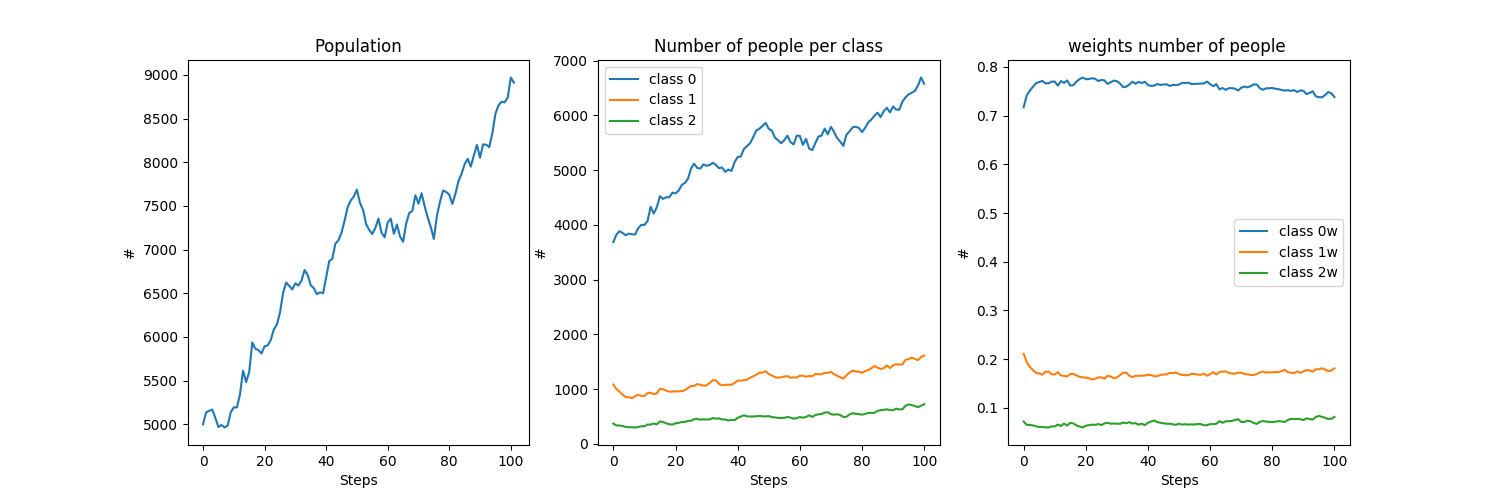 Population
9000
8500
8000
7500
7000
6500
6000
5500
5000
#
0 20 40 60 80 100
Steps
Number of people per class
7000
6000
5000
4000
3000
2000
1000
0
#
class 0
class 1
class 2
0 20 40 60 80 100
Steps
weights number of people
0.8
0.7
0.6
0.5
0.4
0.3
0.2
0.1
#
class 0w
class 1w
class 2w
0 20 40 60 80 100
Steps